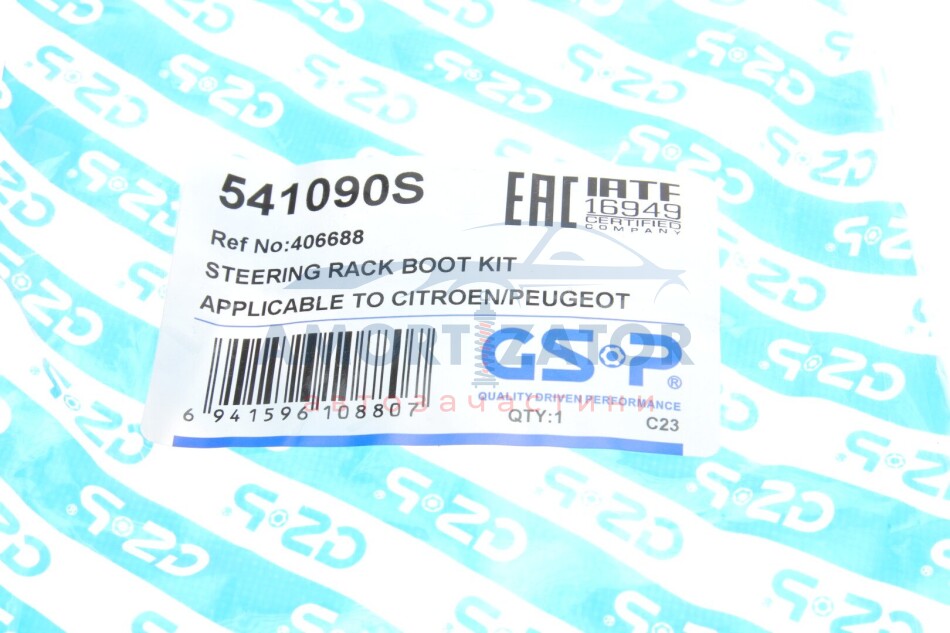 541090S
EAC IATF
16949
CERTIFIED
COMPANY
Ref No:406688
STEERING RACK BOOT KIT
APPLICABLE TO CITROEN/PEUGEOT
AMORTIZATOR
GSP®
QUALITY DRIVEN PERFORMANCE
автозапчастини
6 941596 108807
QTY:1
C23